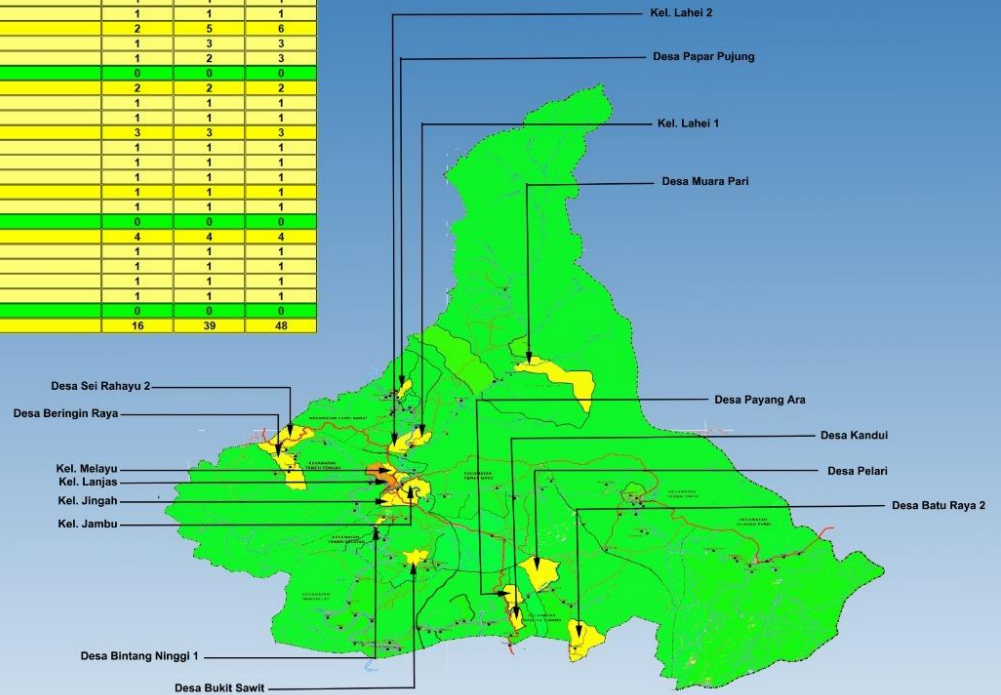 1 1 1
1 1 1
2 5 6
1 3 3
1 2 3
0 0 0
2 2 2
1 1 1
1 1 1
3 3 3
1 1 1
1 1 1
1 1 1
1 1 1
1 1 1
0 0 0
4 4 4
1 1 1
1 1 1
1 1 1
1 1 1
0 0 0
16 39 48
Kel. Lahei 2
Desa Papar Pujung
Kel. Lahei 1
Desa Muara Pari
Desa Sei Rahayu 2
Desa Beringin Raya
Kel. Melayu
Kel. Lanjas
Kel. Jingah
Kel. Jambu
Desa Payang Ara
Desa Kandui
Desa Pelari
Desa Batu Raya 2
Desa Bintang Ninggi 1
Desa Bukit Sawit